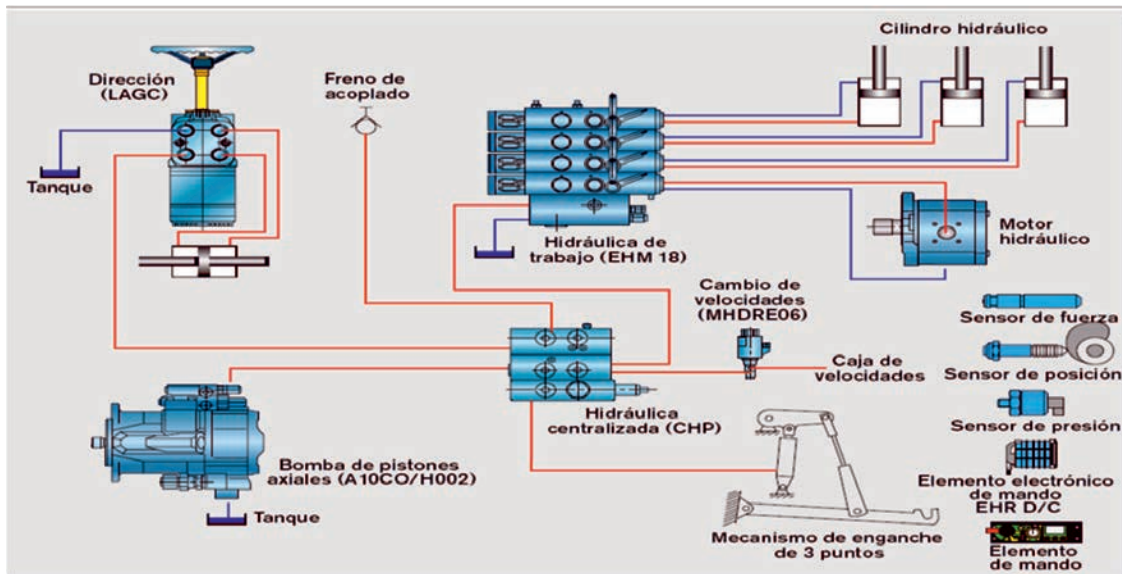 Dirección
(LAGC)
Tanque
Freno de
acoplado
Cilindro hidráulico
Hidráulica de
trabajo (EHM 18)
Motor
hidráulico
Cambio de
velocidades
(MHDRE06)
Caja de
velocidades
Hidráulica
centralizada (CHP)
Bomba de pistones
axiales (A10CO/H002)
Tanque
Mecanismo de enganche
de 3 puntos
Sensor de fuerza
Sensor de posición
Sensor de presión
Elemento electrónico
de mando
EHR D/C
Elemento
de mando